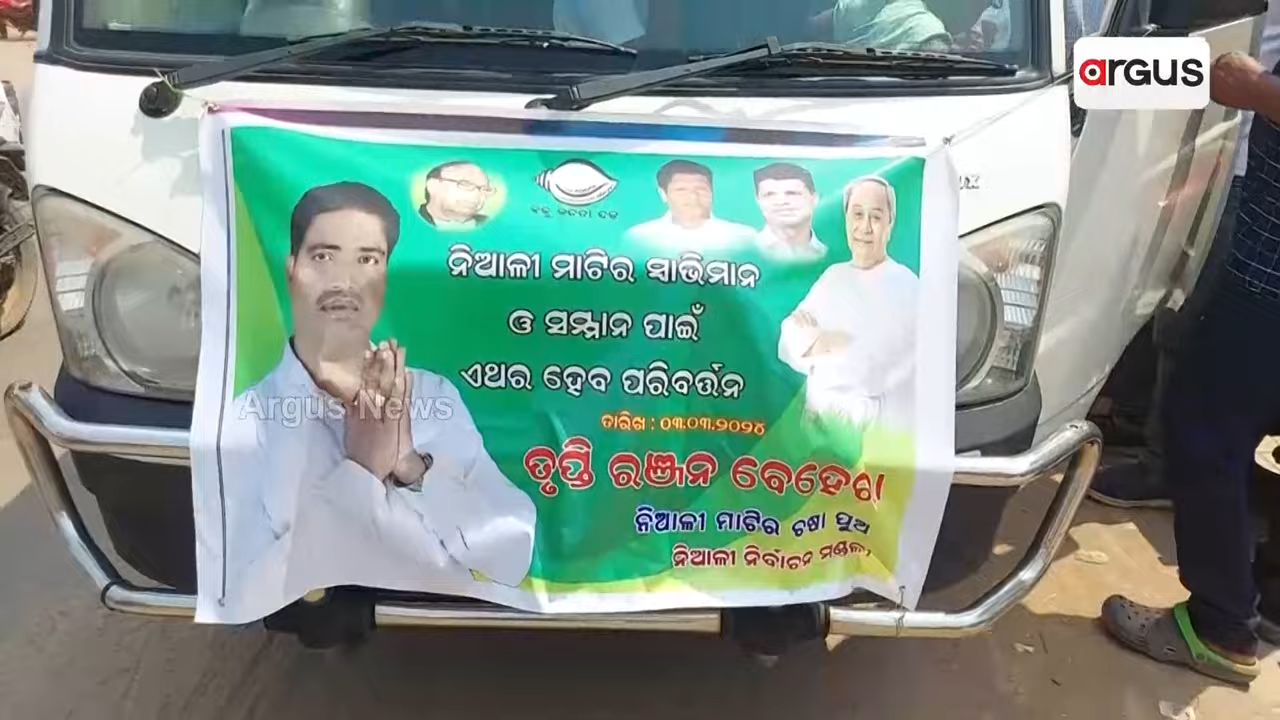 argus
ବିଜୁ ଜନତା ଦଳ
ନିଆଳୀ ମାଟିର ସ୍ୱାଭିମାନ
ଓ ସମ୍ମାନ ପାଇଁ
ଏଥର ହେବ ପରିବର୍ତ୍ତନ
Argus News
ତାରିଖ : ୦୩.୦୩.୨୦୨୪
ତୃପ୍ତି ରଞ୍ଜନ ବେହେରା
ନିଆଳୀ ମାଟିର ଚଷା ପୁଅ
ନିଆଳୀ ନିର୍ବାଚନ ମଣ୍ଡଳୀ